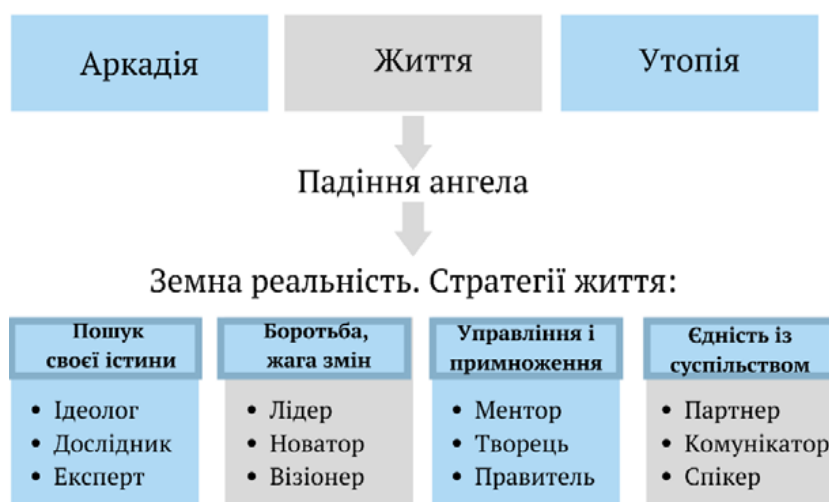 Аркадія
Життя
Утопія
Падіння ангела
Земна реальність. Стратегії життя:
Пошук
своєї істини
• Ідеолог
• Дослідник
• Експерт
Боротьба,
жага змін
• Лідер
• Новатор
• Візіонер
Управління і
примноження
• Ментор
• Творець
• Правитель
Єдність із
суспільством
• Партнер
• Комунікатор
• Спікер